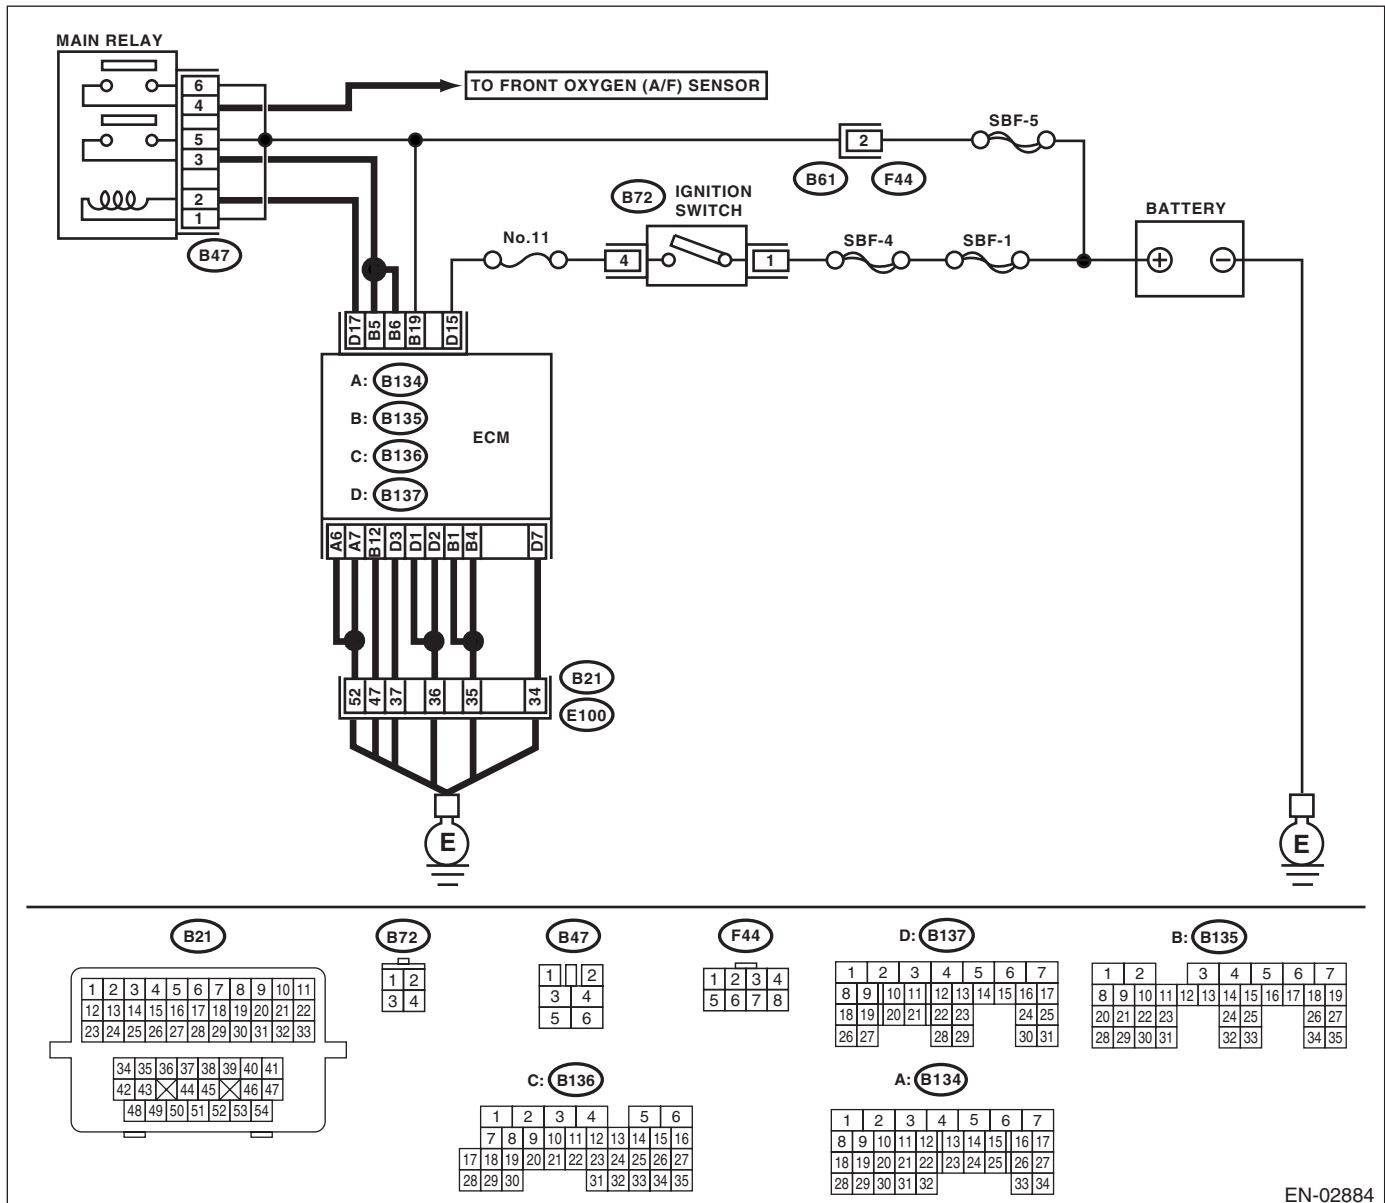 MAIN RELAY
6
4
5
3
2
1
B47
TO FRONT OXYGEN (A/F) SENSOR
2
B61
F44
SBF-5
B72
IGNITION
SWITCH
No.11
4
1
SBF-4
SBF-1
BATTERY
+
−
D17
B5
B6
B19
D15
A: B134
B: B135
C: B136
D: B137
ECM
A6
A7
B12
D3
D1
D2
B1
B4
D7
52
47
37
36
35
34
B21
E100
E
E
B21
1 2 3 4 5 6 7 8 9 10 11
12 13 14 15 16 17 18 19 20 21 22
23 24 25 26 27 28 29 30 31 32 33
34 35 36 37 38 39 40 41
42 43 44 45 46 47
48 49 50 51 52 53 54
B72
1 2
3 4
B47
1 2
3 4
5 6
F44
1 2 3 4
5 6 7 8
D: B137
1 2 3 4 5 6 7
8 9 10 11 12 13 14 15 16 17
18 19 20 21 22 23 24 25
26 27 28 29 30 31
B: B135
1 2 3 4 5 6 7
8 9 10 11 12 13 14 15 16 17 18 19
20 21 22 23 24 25 26 27
28 29 30 31 32 33 34 35
C: B136
1 2 3 4 5 6
7 8 9 10 11 12 13 14 15 16
17 18 19 20 21 22 23 24 25 26 27
28 29 30 31 32 33 34 35
A: B134
1 2 3 4 5 6 7
8 9 10 11 12 13 14 15 16 17
18 19 20 21 22 23 24 25 26 27
28 29 30 31 32 33 34
EN-02884